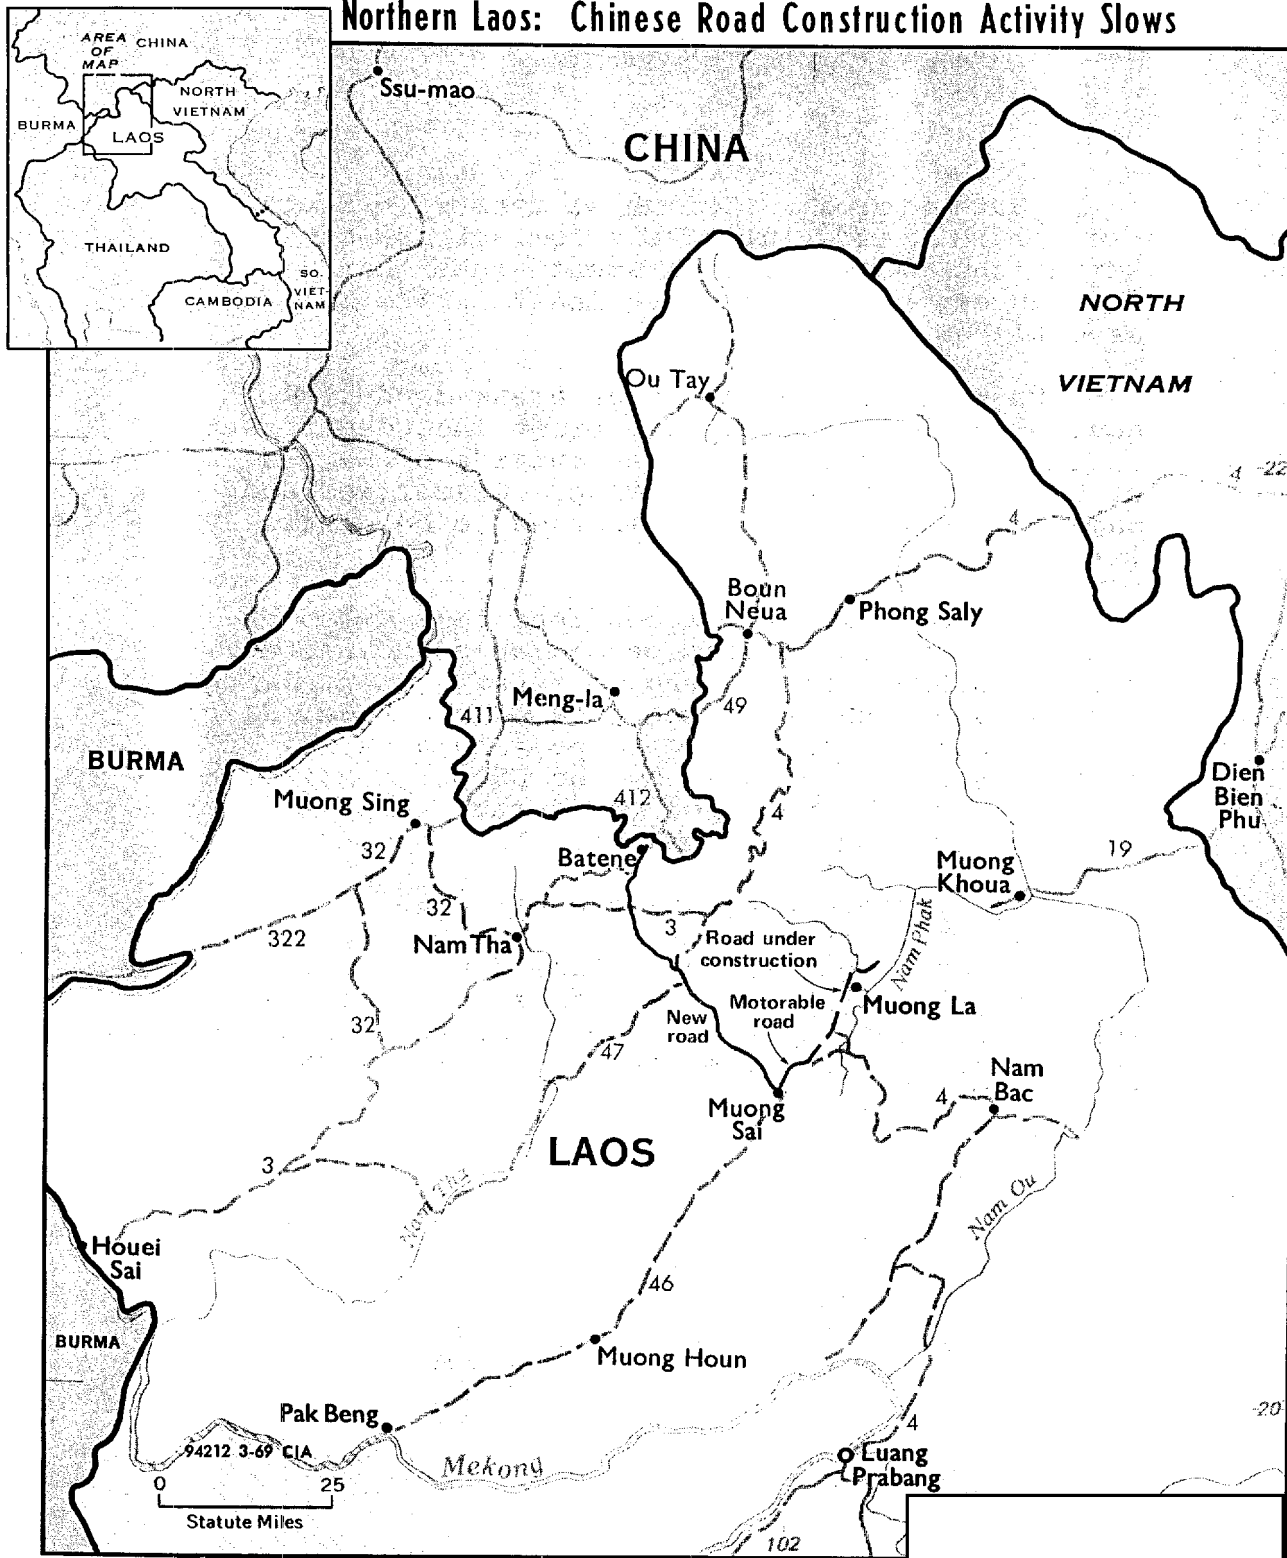 Northern Laos: Chinese Road Construction Activity Slows
AREA
OF
MAP
CHINA
NORTH
VIETNAM
BURMA
LAOS
THAILAND
CAMBODIA
SO.
VIET-
NAM
Ssu-mao
CHINA
NORTH
VIETNAM
Ou Tay
4
-22
4
Boun
Neua
Phong Saly
Meng-la
49
411
BURMA
Dien
Bien
Phu
Muong Sing
412
4
32
Batene
19
Muong
Khoua
32
322
Nam Tha
3
Road under
construction
Nam Phak
Motorable
road
Muong La
New
road
32
47
Nam
Bac
4
Muong
Sai
LAOS
3
Nam Tha
Nam Ou
Houei
Sai
46
BURMA
Muong Houn
-20
Pak Beng
4
94212 3-69 CIA
Mekong
Luang
Prabang
0 25
Statute Miles
102